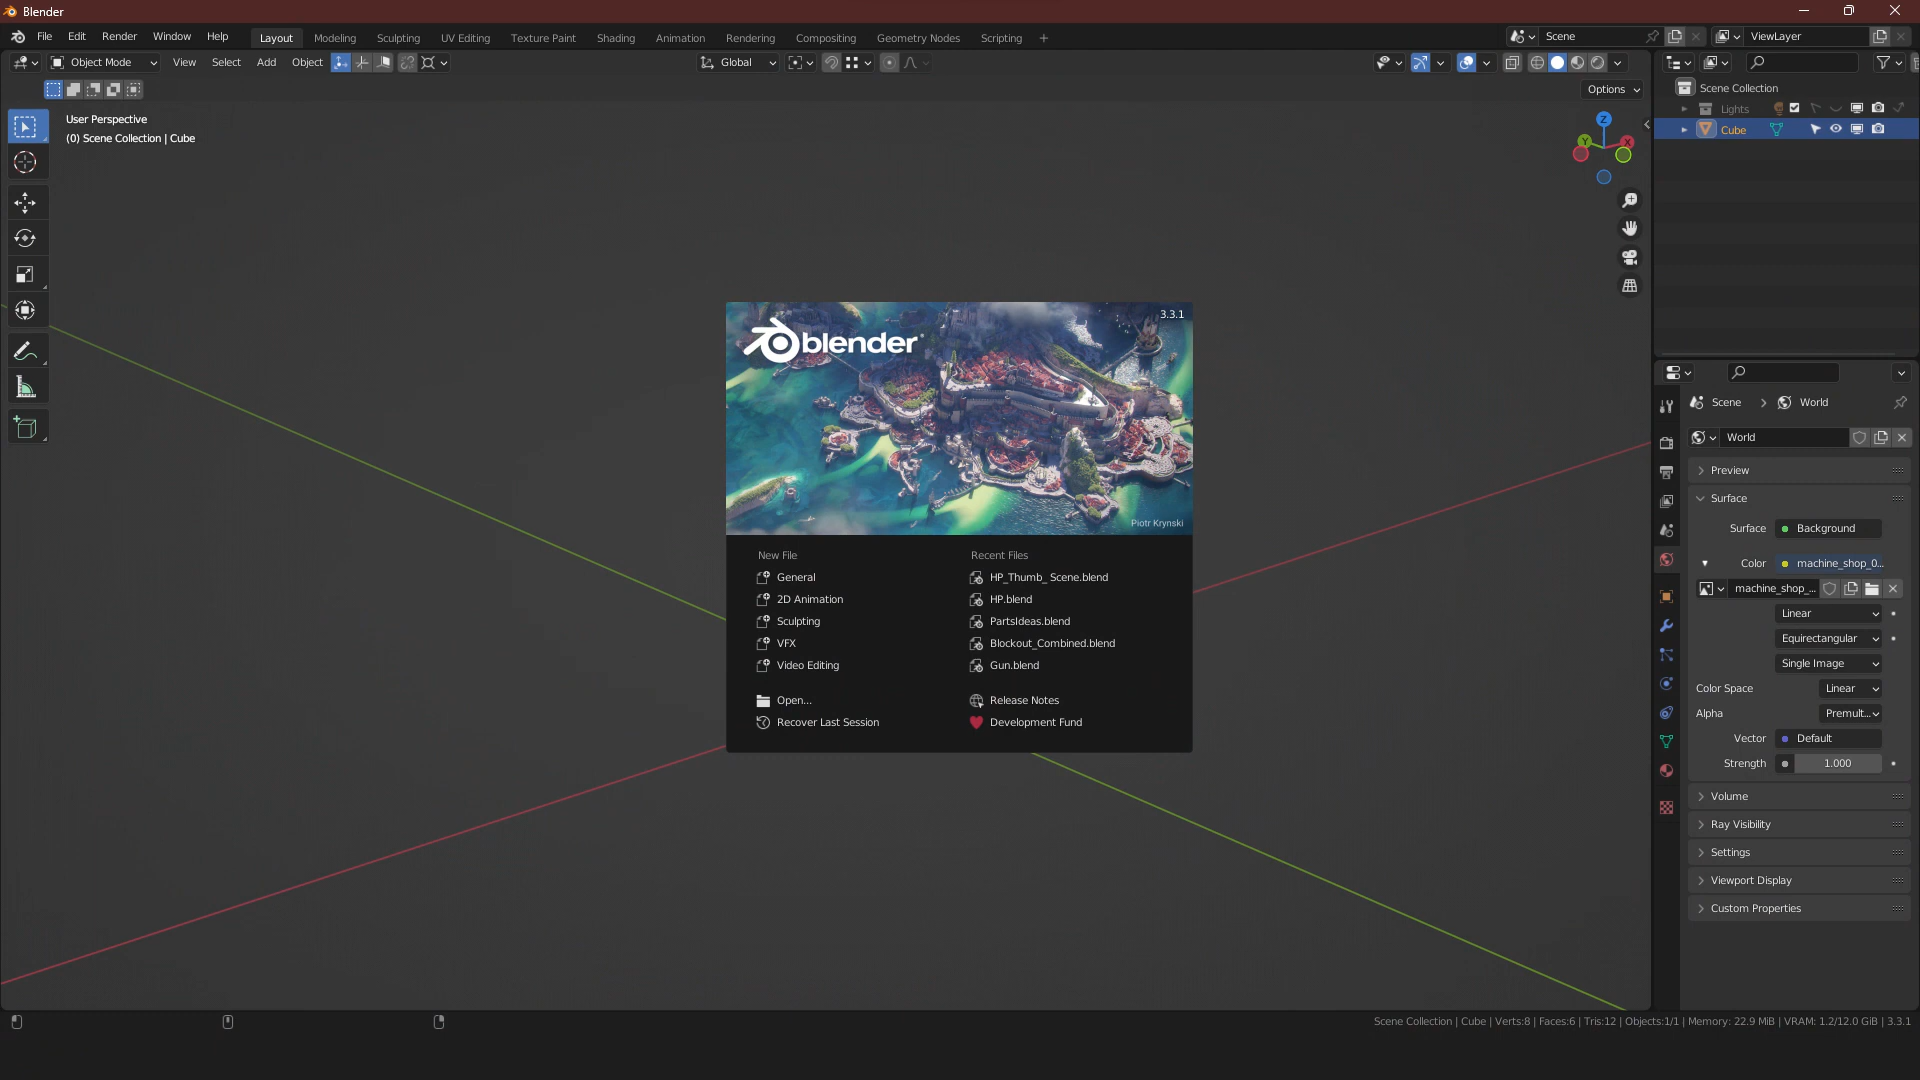 Blender
File Edit Render Window Help Layout Modeling Sculpting UV Editing Texture Paint Shading Animation Rendering Compositing Geometry Nodes Scripting + Scene ViewLayer
Object Mode View Select Add Object Global
Options
User Perspective
(0) Scene Collection | Cube
Z
Y
X
Scene Collection
Lights
Cube
blender
3.3.1
Piotr Krynski
New File
General
2D Animation
Sculpting
VFX
Video Editing
Open...
Recover Last Session
Recent Files
HP_Thumb_ Scene.blend
HP.blend
PartsIdeas.blend
Blockout_Combined.blend
Gun.blend
Release Notes
Development Fund
Scene World
World
Preview
Surface
Surface Background
Color machine_shop_0...
machine_shop_...
Linear
Equirectangular
Single Image
Color Space Linear
Alpha Premult...
Vector Default
Strength 1.000
Volume
Ray Visibility
Settings
Viewport Display
Custom Properties
Scene Collection | Cube | Verts:8 | Faces:6 | Tris:12 | Objects:1/1 | Memory: 22.9 MiB | VRAM: 1.2/12.0 GiB | 3.3.1